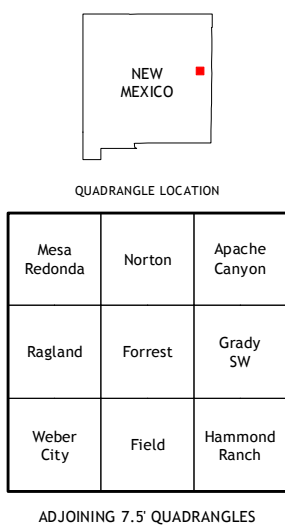 NEW
MEXICO
QUADRANGLE LOCATION
Mesa
Redonda
Norton
Apache
Canyon
Ragland
Forrest
Grady
SW
Weber
City
Field
Hammond
Ranch
ADJOINING 7.5' QUADRANGLES